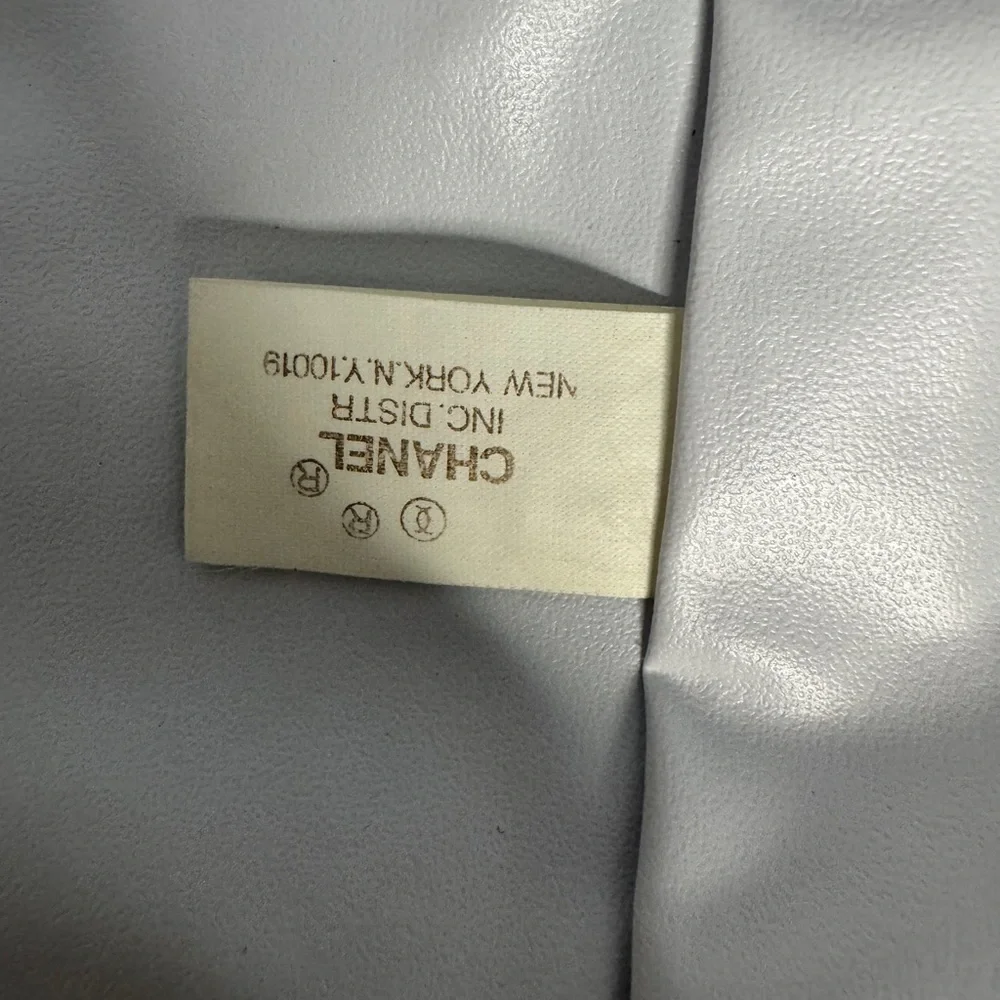 ®
CHANEL®
INC.DISTR
NEW YORK.N.Y.10019